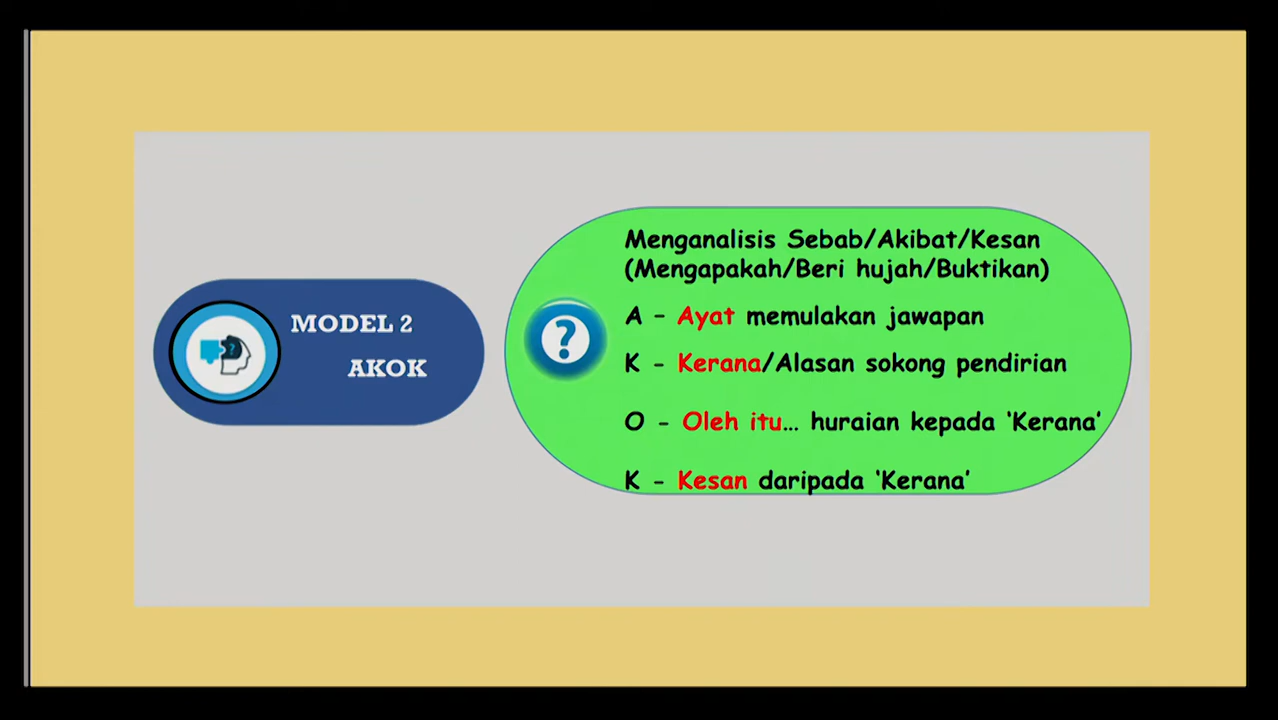 MODEL 2
AKOK
Menganalisis Sebab/Akibat/Kesan
(Mengapakah/Beri hujah/Buktikan)
A - Ayat memulakan jawapan
K - Kerana/Alasan sokong pendirian
O - Oleh itu... huraian kepada ‘Kerana’
K - Kesan daripada ‘Kerana’